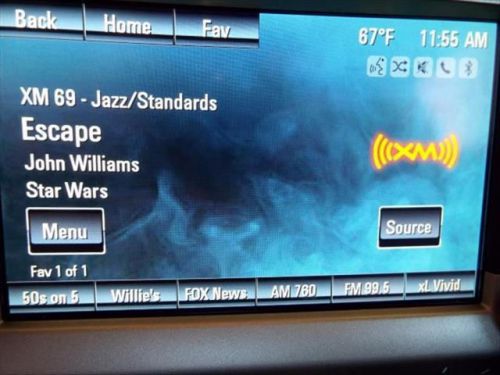 Back Home Fav
67°F 11:55 AM
XM 69 - Jazz/Standards
Escape
John Williams
Star Wars
((XM))
Menu
Source
Fav 1 of 1
50s on 5 Willie's FOX News AM 760 FM 99.5 xL Vivid